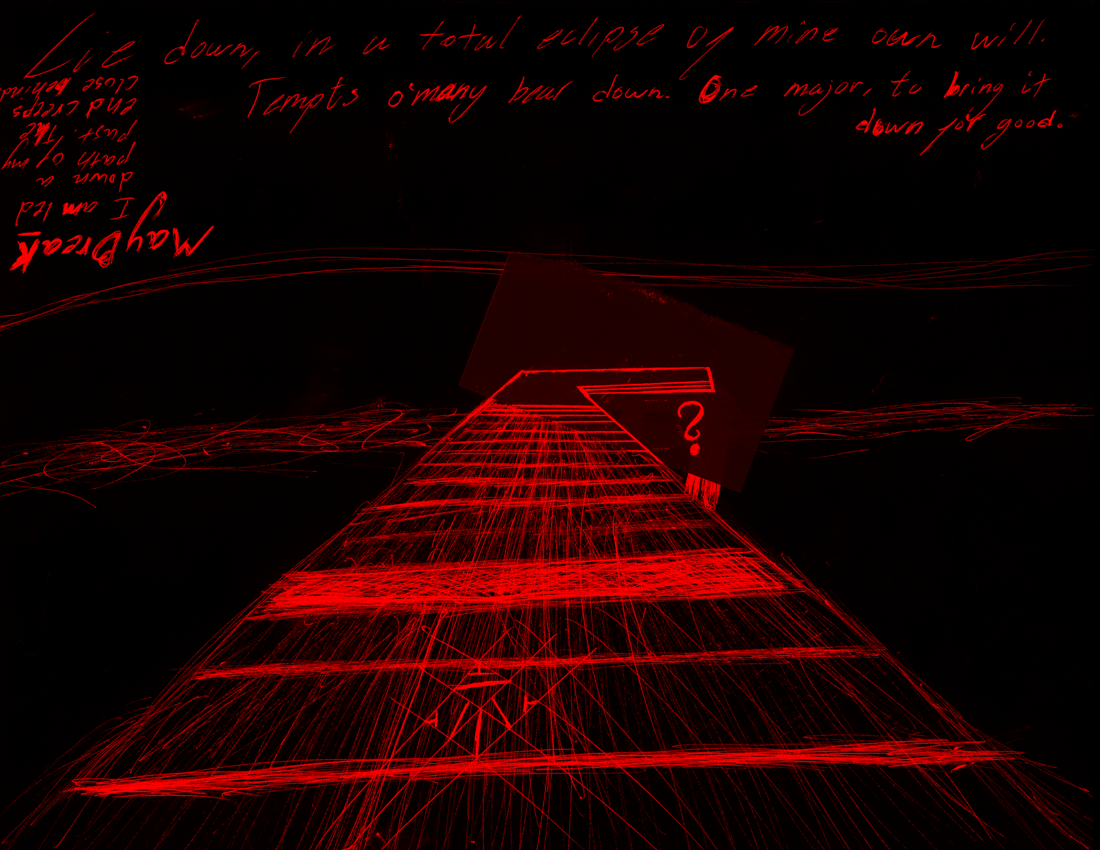 Lie down, in a total eclipse of mine own will.
Tempts o'many bear down. One major, to bring it
down for good.
MayBreak
I am led
down a
path of my
past. The
end creeps
close behind
?